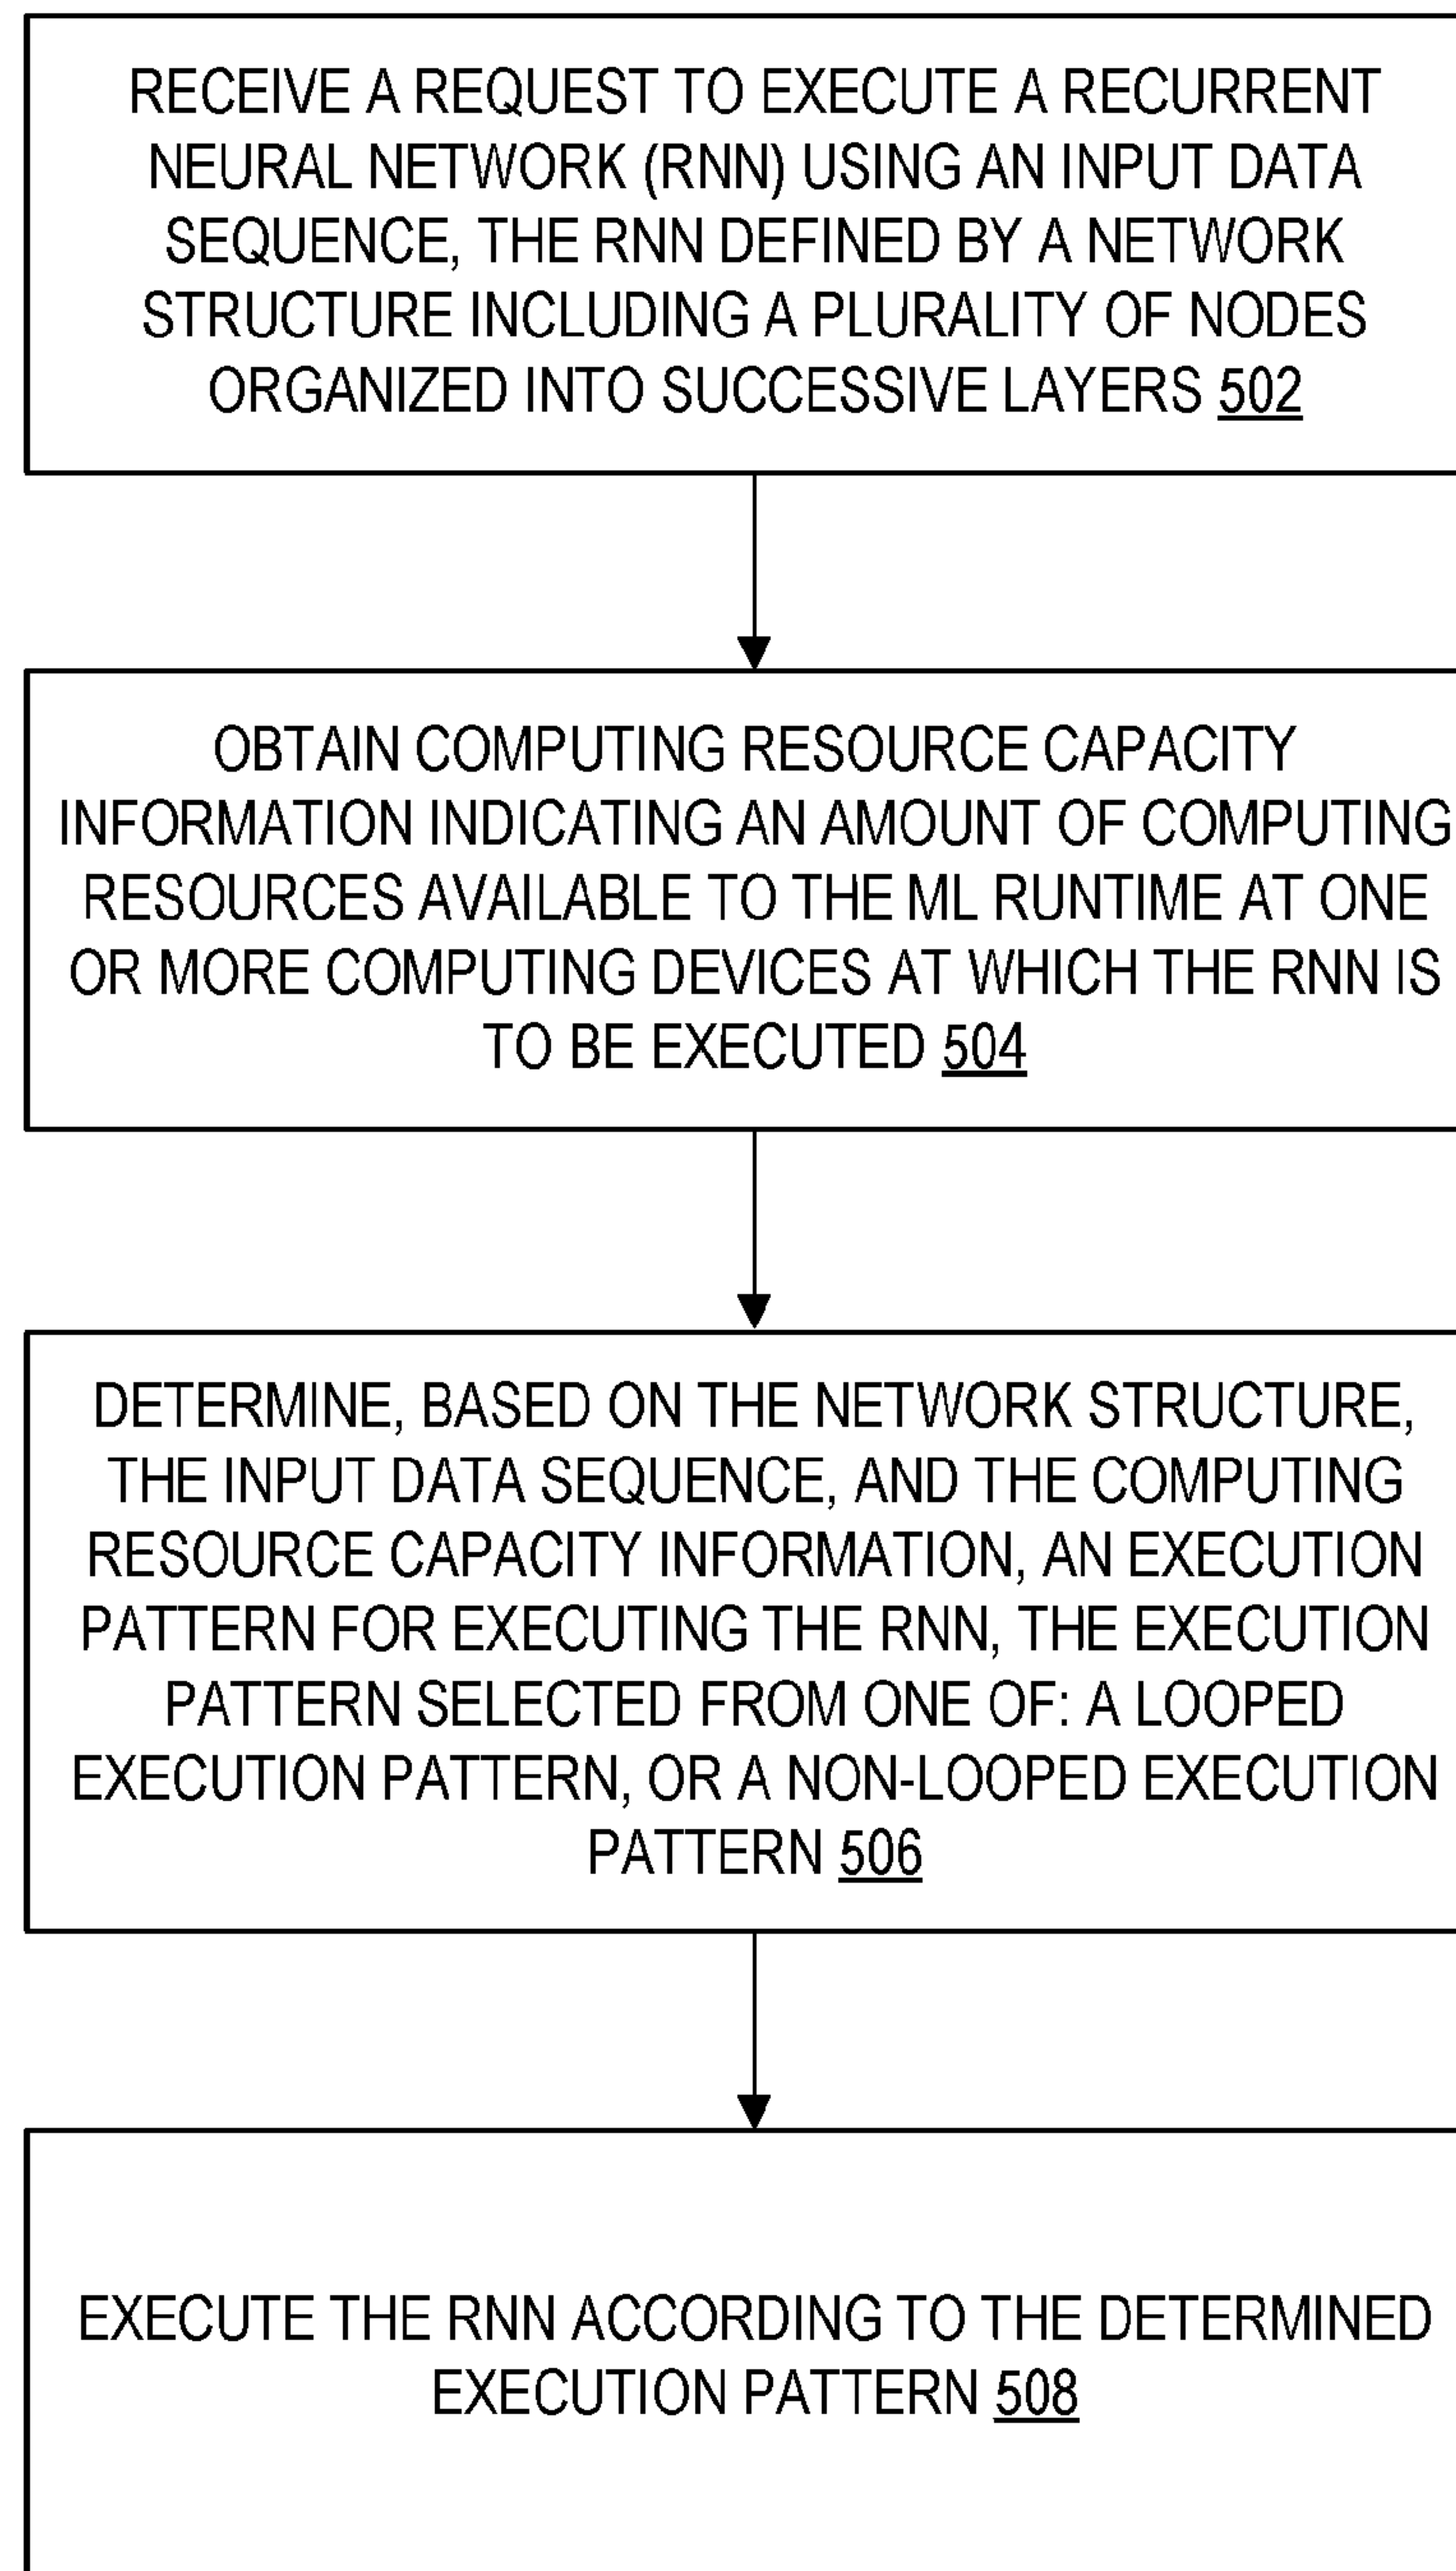 RECEIVE A REQUEST TO EXECUTE A RECURRENT
NEURAL NETWORK (RNN) USING AN INPUT DATA
SEQUENCE, THE RNN DEFINED BY A NETWORK
STRUCTURE INCLUDING A PLURALITY OF NODES
ORGANIZED INTO SUCCESSIVE LAYERS 502
OBTAIN COMPUTING RESOURCE CAPACITY
INFORMATION INDICATING AN AMOUNT OF COMPUTING
RESOURCES AVAILABLE TO THE ML RUNTIME AT ONE
OR MORE COMPUTING DEVICES AT WHICH THE RNN IS
TO BE EXECUTED 504
DETERMINE, BASED ON THE NETWORK STRUCTURE,
THE INPUT DATA SEQUENCE, AND THE COMPUTING
RESOURCE CAPACITY INFORMATION, AN EXECUTION
PATTERN FOR EXECUTING THE RNN, THE EXECUTION
PATTERN SELECTED FROM ONE OF: A LOOPED
EXECUTION PATTERN, OR A NON-LOOPED EXECUTION
PATTERN 506
EXECUTE THE RNN ACCORDING TO THE DETERMINED
EXECUTION PATTERN 508